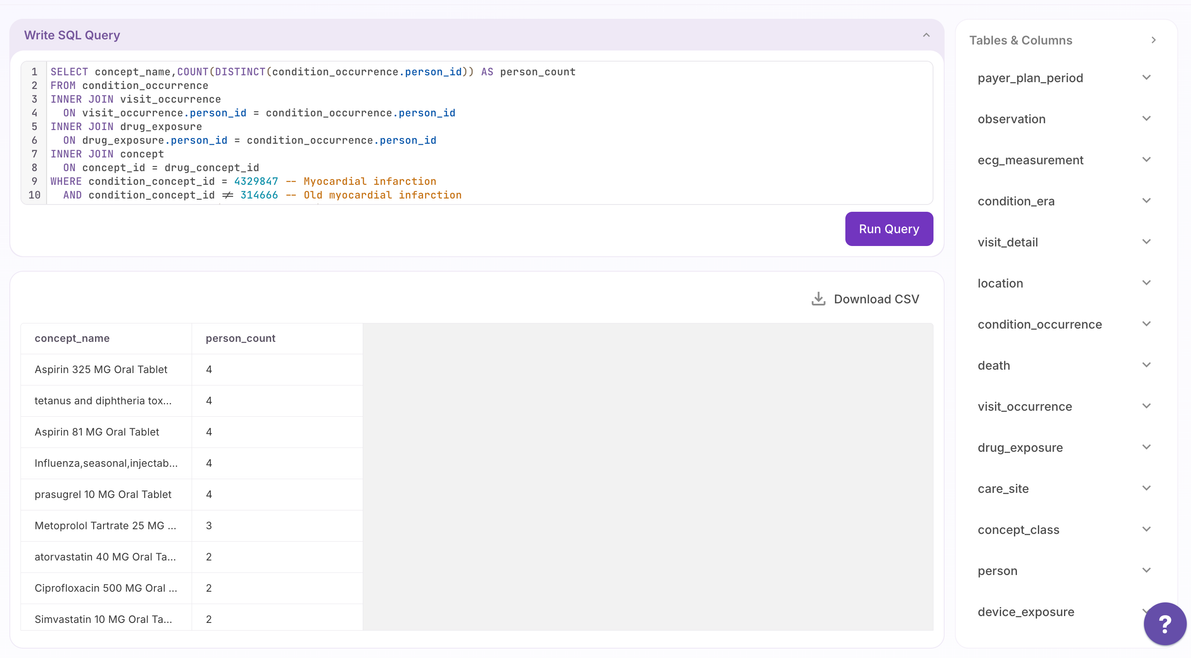 Write SQL Query
1 SELECT concept_name,COUNT(DISTINCT(condition_occurrence.person_id)) AS person_count
2 FROM condition_occurrence
3 INNER JOIN visit_occurrence
4 ON visit_occurrence.person_id = condition_occurrence.person_id
5 INNER JOIN drug_exposure
6 ON drug_exposure.person_id = condition_occurrence.person_id
7 INNER JOIN concept
8 ON concept_id = drug_concept_id
9 WHERE condition_concept_id = 4329847 -- Myocardial infarction
10 AND condition_concept_id ≠ 314666 -- Old myocardial infarction
Run Query
Download CSV
concept_name person_count
Aspirin 325 MG Oral Tablet 4
tetanus and diphtheria tox... 4
Aspirin 81 MG Oral Tablet 4
Influenza,seasonal,injectab... 4
prasugrel 10 MG Oral Tablet 4
Metoprolol Tartrate 25 MG ... 3
atorvastatin 40 MG Oral Ta... 2
Ciprofloxacin 500 MG Oral ... 2
Simvastatin 10 MG Oral Ta... 2
Tables & Columns
payer_plan_period
observation
ecg_measurement
condition_era
visit_detail
location
condition_occurrence
death
visit_occurrence
drug_exposure
care_site
concept_class
person
device_exposure
?